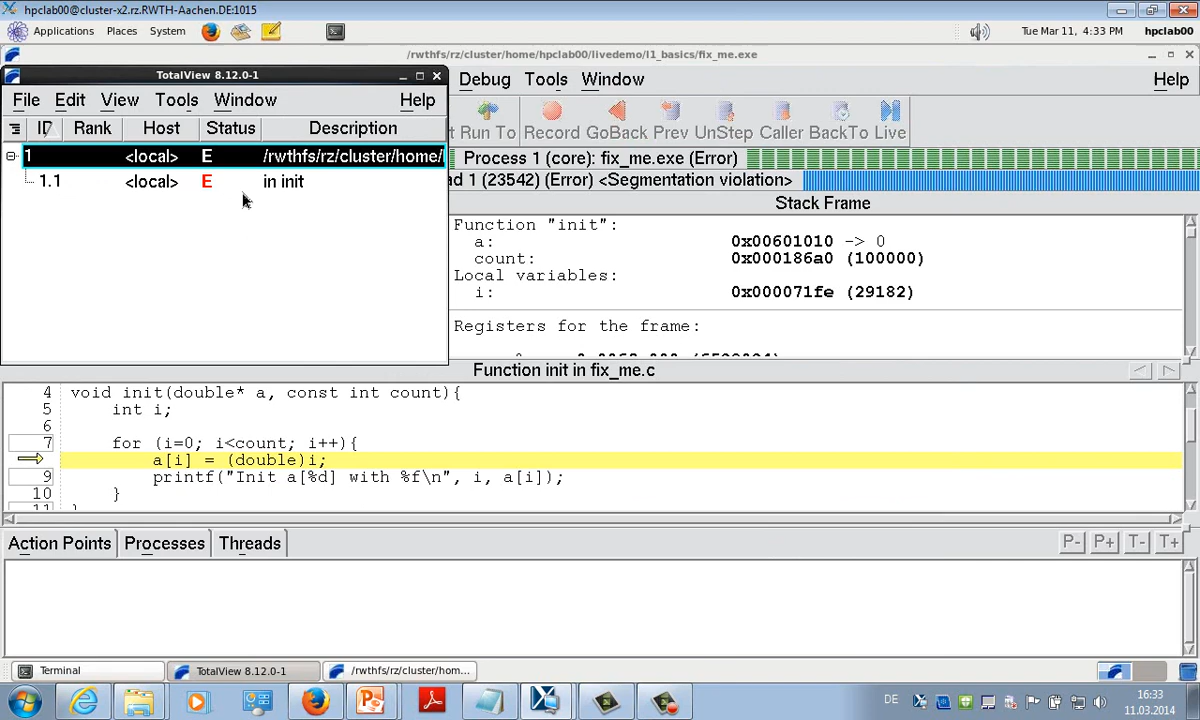 hpclab00@cluster-x2.rz.RWTH-Aachen.DE:1015
Applications Places System Tue Mar 11, 4:33 PM hpclab00
/rwthfs/rz/cluster/home/hpclab00/livedemo/l1_basics/fix_me.exe
TotalView 8.12.0-1
Debug Tools Window Help
File Edit View Tools Window Help
Run To Record GoBack Prev UnStep Caller BackTo Live
ID Rank Host Status Description
1 <local> E /rwthfs/rz/cluster/home/
1.1 <local> E in init
Process 1 (core): fix_me.exe (Error)
ad 1 (23542) (Error) <Segmentation violation>
Stack Frame
Function "init":
a: 0x00601010 -> 0
count: 0x000186a0 (100000)
Local variables:
i: 0x000071fe (29182)
Registers for the frame:
Function init in fix_me.c
4 void init(double* a, const int count){
5 int i;
6
7 for (i=0; i<count; i++){
a[i] = (double)i;
9 printf("Init a[%d] with %f\n", i, a[i]);
10 }
11 }
Action Points Processes Threads P- P+ T- T+
Terminal TotalView 8.12.0-1 /rwthfs/rz/cluster/hom...
DE 16:33
11.03.2014